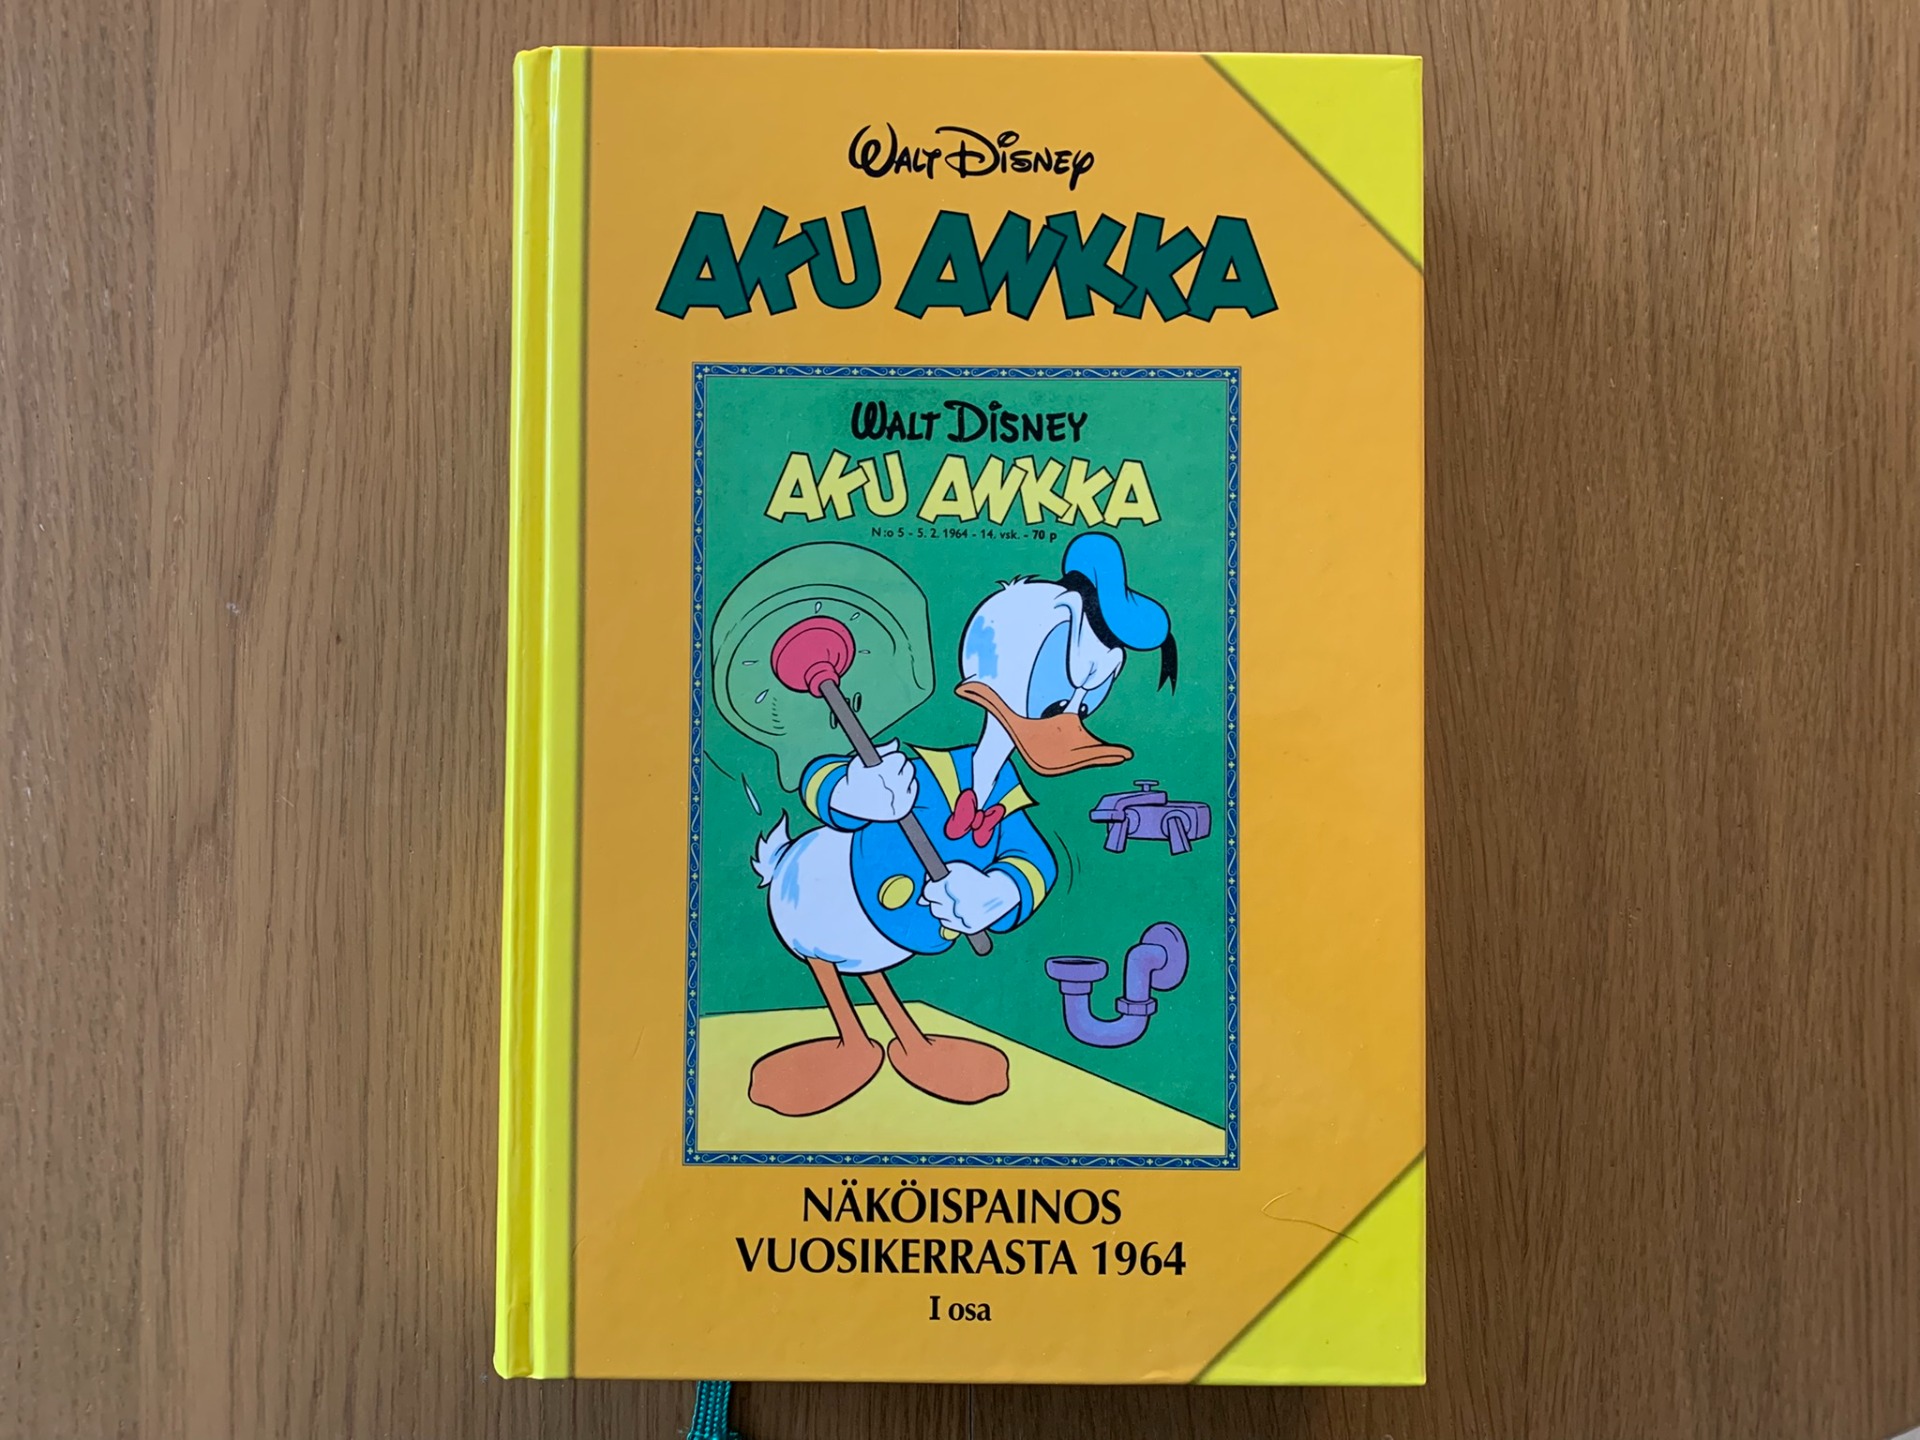 WALT DISNEY
AKU ANKKA
WALT DISNEY
AKU ANKKA
N:o 5 - 5. 2. 1964 - 14. vsk. - 70 p
NÄKÖISPAINOS
VUOSIKERRASTA 1964
I osa